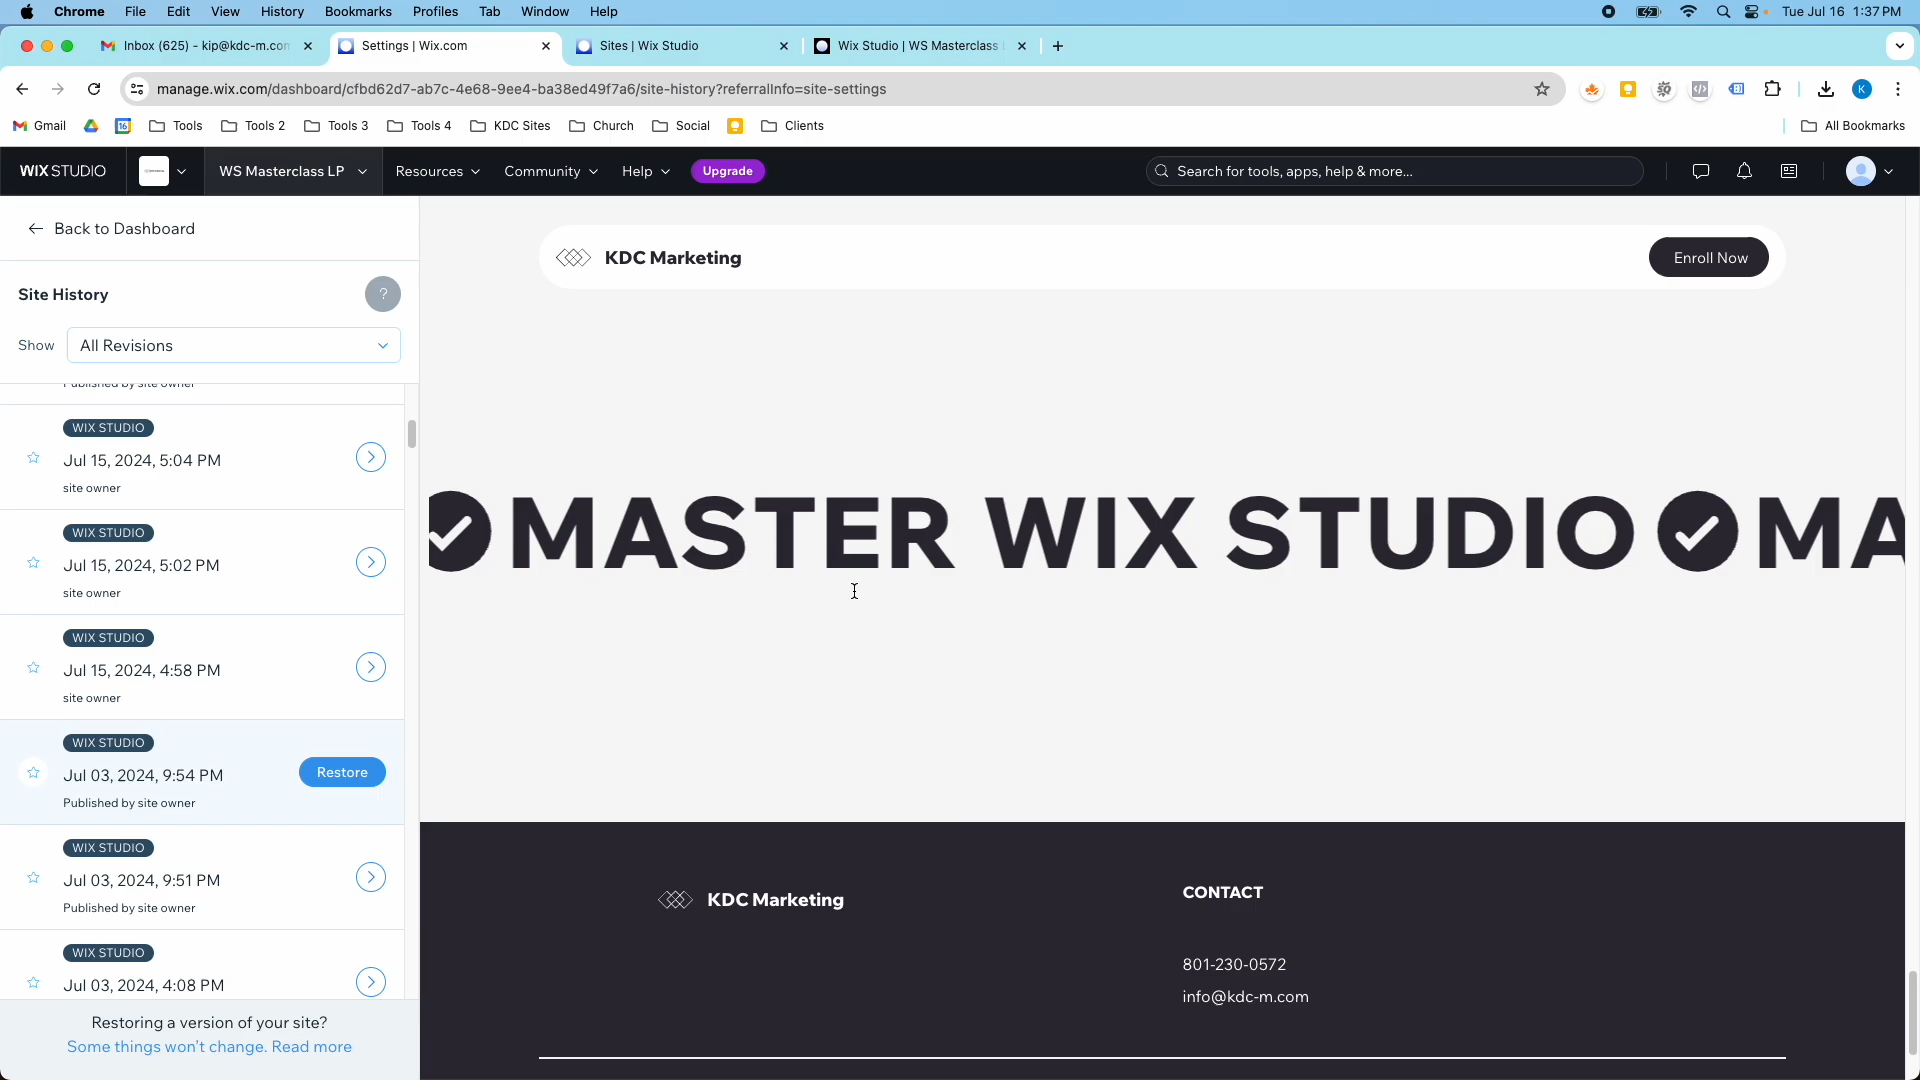 Chrome File Edit View History Bookmarks Profiles Tab Window Help Tue Jul 16 1:37 PM
Inbox (625) - kip@kdc-m.com Settings | Wix.com Sites | Wix Studio Wix Studio | WS Masterclass
manage.wix.com/dashboard/cfbd62d7-ab7c-4e68-9ee4-ba38ed49f7a6/site-history?referralInfo=site-settings
Gmail Tools Tools 2 Tools 3 Tools 4 KDC Sites Church Social Clients All Bookmarks
WIX STUDIO WS Masterclass LP Resources Community Help Upgrade Search for tools, apps, help & more...
Back to Dashboard
Site History ?
Show All Revisions
Published by site owner
WIX STUDIO
Jul 15, 2024, 5:04 PM
site owner
WIX STUDIO
Jul 15, 2024, 5:02 PM
site owner
WIX STUDIO
Jul 15, 2024, 4:58 PM
site owner
WIX STUDIO
Jul 03, 2024, 9:54 PM Restore
Published by site owner
WIX STUDIO
Jul 03, 2024, 9:51 PM
Published by site owner
WIX STUDIO
Jul 03, 2024, 4:08 PM
Restoring a version of your site?
Some things won't change. Read more
KDC Marketing Enroll Now
MASTER WIX STUDIO MA
KDC Marketing
CONTACT
801-230-0572
info@kdc-m.com